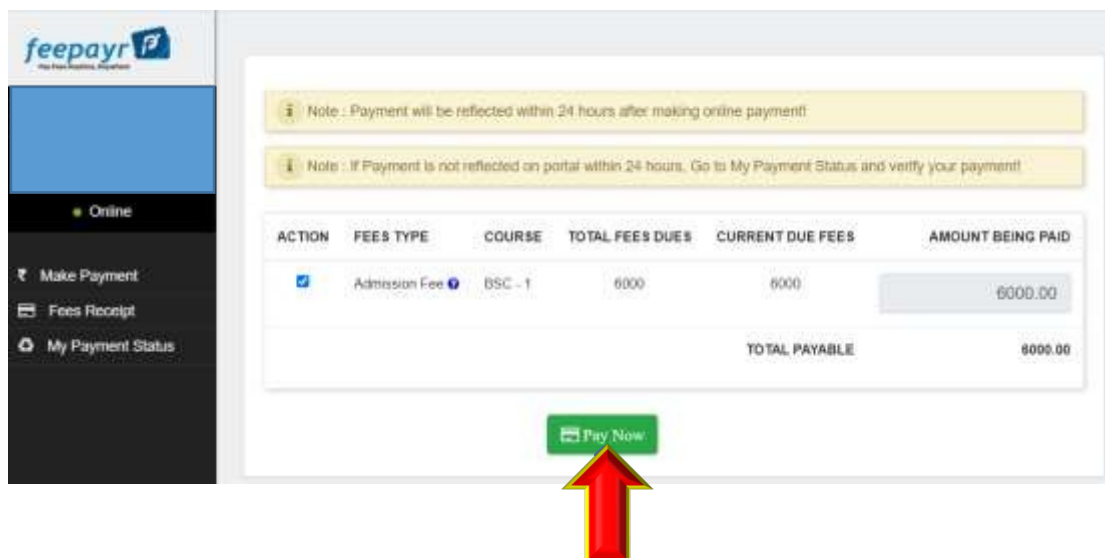 feepayr
Note : Payment will be reflected within 24 hours after making online payment!
Note : If Payment is not reflected on portal within 24 hours, Go to My Payment Status and verify your payment!
Online
Make Payment
Fees Receipt
My Payment Status
ACTION FEES TYPE COURSE TOTAL FEES DUES CURRENT DUE FEES AMOUNT BEING PAID
Admission Fee BSC - 1 6000 6000 6000.00
TOTAL PAYABLE 6000.00
Pay Now